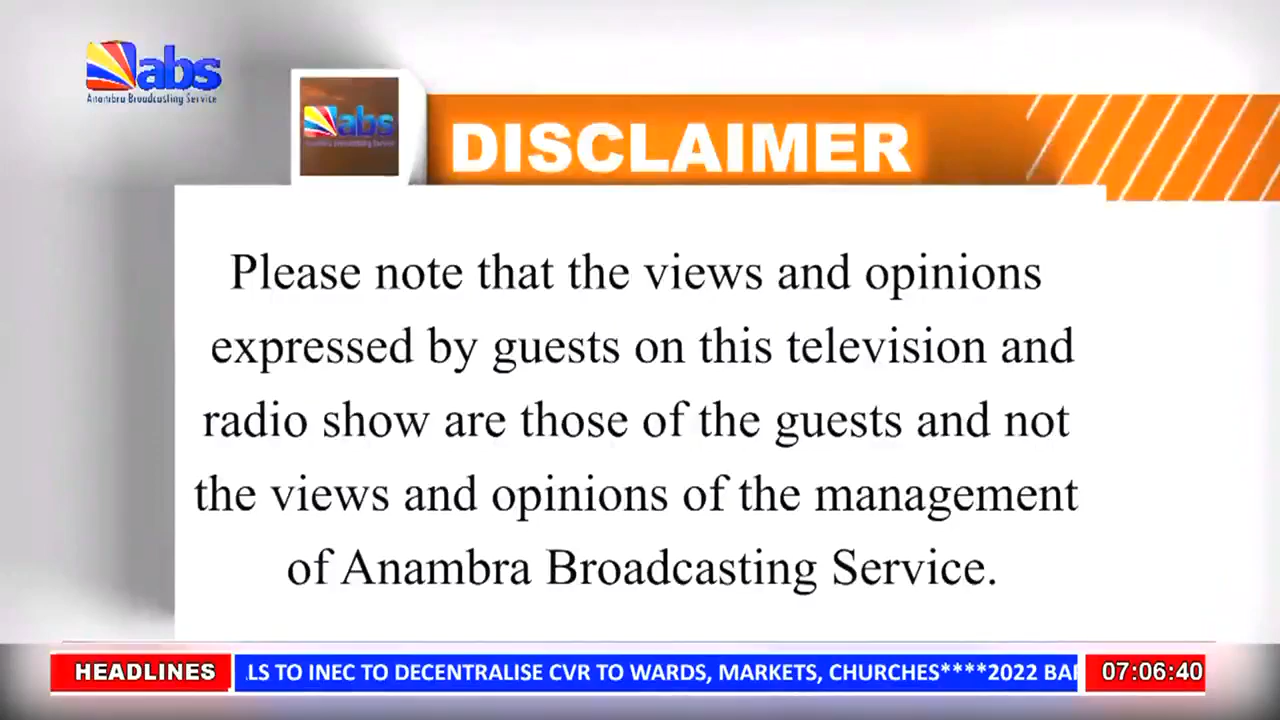 abs
Anambra Broadcasting Service
abs
DISCLAIMER
Please note that the views and opinions
expressed by guests on this television and
radio show are those of the guests and not
the views and opinions of the management
of Anambra Broadcasting Service.
HEADLINES
LS TO INEC TO DECENTRALISE CVR TO WARDS, MARKETS, CHURCHES****2022
07:06:40